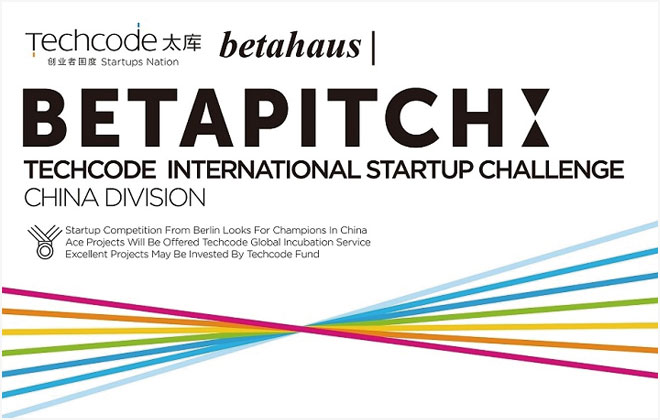 Techcode 太库 betahaus|
创业者国度 Startups Nation
BETAPITCH
TECHCODE INTERNATIONAL STARTUP CHALLENGE
CHINA DIVISION
Startup Competition From Berlin Looks For Champions In China
Ace Projects Will Be Offered Techcode Global Incubation Service
Excellent Projects May Be Invested By Techcode Fund